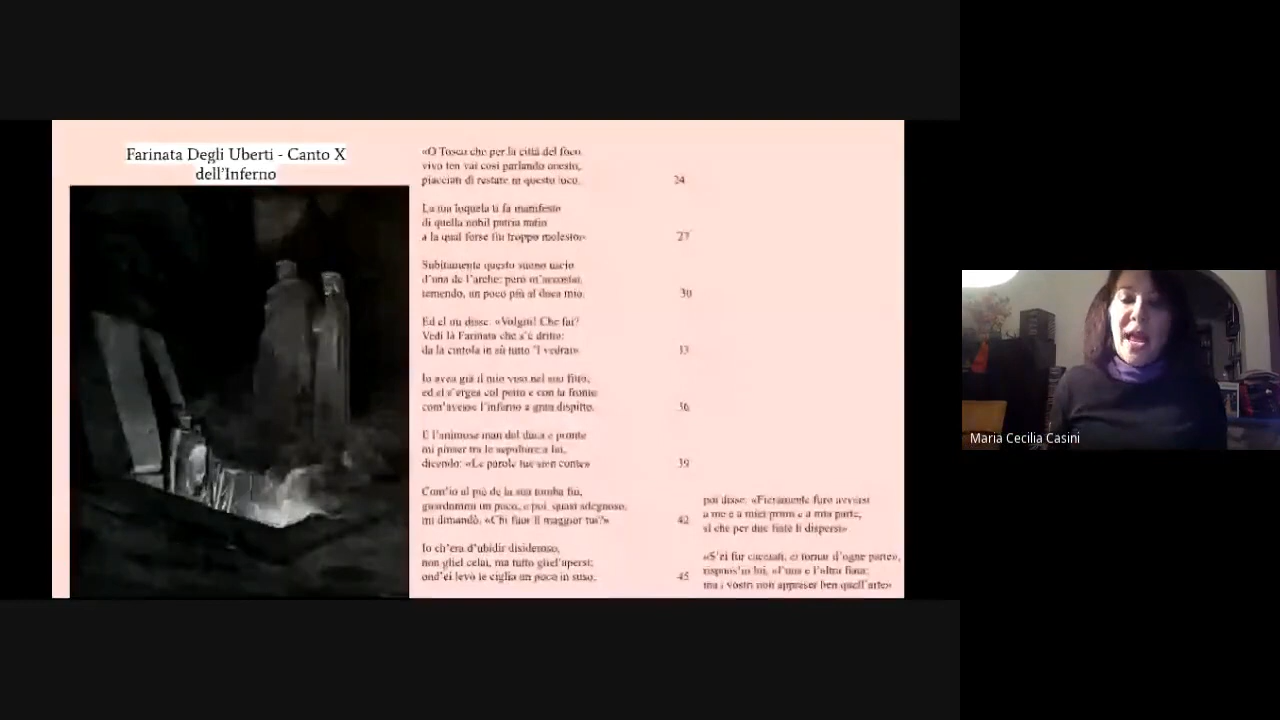 Farinata Degli Uberti - Canto X
dell'Inferno
«O Tosco che per la città del foco
vivo ten vai così parlando onesto,
piacciati di restare in questo loco.
24
La tua loquela ti fa manifesto
di quella nobil patria natio
a la qual forse fui troppo molesto»
27
Subitamente questo suono uscio
d'una de l'arche; però m'accostai,
temendo, un poco più al duca mio.
30
Ed el mi disse: «Volgiti! Che fai?
Vedi là Farinata che s'è dritto:
da la cintola in sù tutto 'l vedrai»
33
Io avea già il mio viso nel suo fitto;
ed el s'ergea col petto e con la fronte
com'avesse l'inferno a gran dispitto.
36
E l'animose man del duca e pronte
mi pinser tra le sepulture a lui,
dicendo: «Le parole tue sien conte»
39
Com'io al piè de la sua tomba fui,
guardommi un poco, e poi, quasi sdegnoso,
mi dimandò: «Chi fuor li maggior tui?»
42
Io ch'era d'ubidir disideroso,
non gliel celai, ma tutto gliel'apersi;
ond'ei levò le ciglia un poco in suso;
45
poi disse: «Fieramente furo avversi
a me e a miei primi e a mia parte,
sì che per due fiate li dispersi»
«S'ei fur cacciati, ei tornar d'ogne parte»,
rispuos'io lui, «l'una e l'altra fiata;
ma i vostri non appreser ben quell'arte»
Maria Cecilia Casini